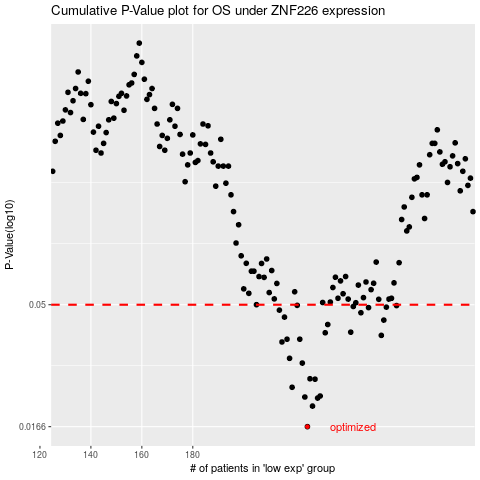 Cumulative P-Value plot for OS under ZNF226 expression
P-Value(log10)
0.05
0.0166
optimized
120 140 160 180
# of patients in 'low exp' group